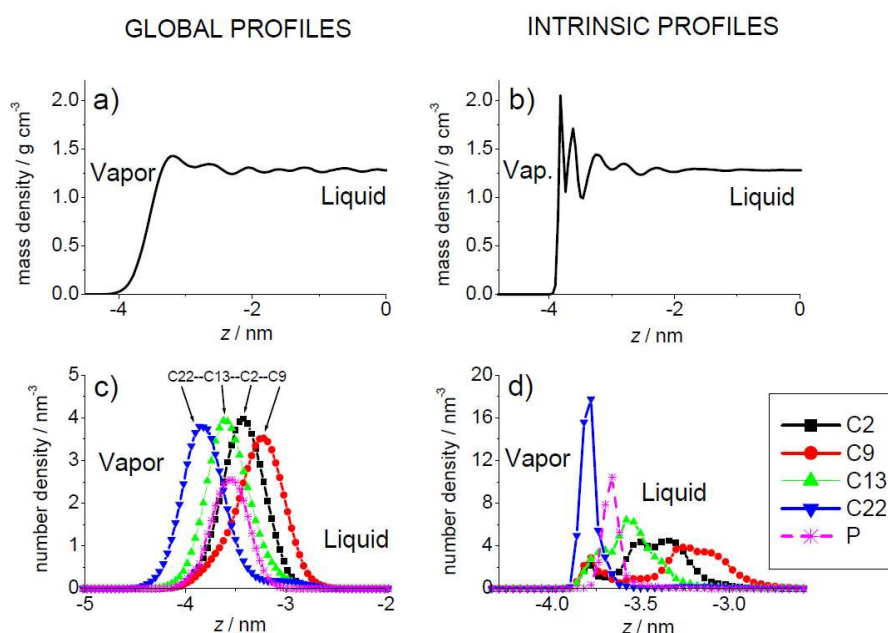 GLOBAL PROFILES
INTRINSIC PROFILES
a)
mass density / g cm-3
2.0
1.5
1.0
0.5
0.0
Vapor
Liquid
-4
-2
0
z / nm
b)
mass density / g cm-3
2.0
1.5
1.0
0.5
0.0
Vap.
Liquid
-4
-2
0
z / nm
c)
number density / nm-3
5
4
3
2
1
0
C22--C13--C2--C9
Vapor
Liquid
-5
-4
-3
-2
z / nm
d)
number density / nm-3
20
16
12
8
4
0
Vapor
Liquid
-4.0
-3.5
-3.0
z / nm
C2
C9
C13
C22
P